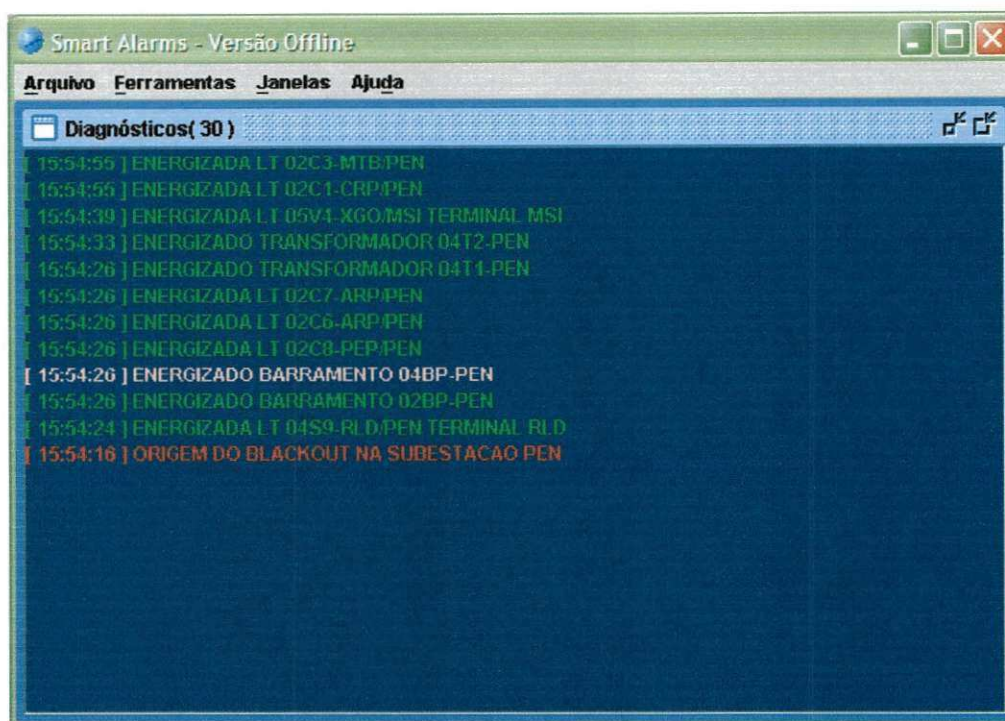 Smart Alarms - Versão Offline
Arquivo Ferramentas Janelas Ajuda
Diagnósticos( 30 )
[ 15:54:55 ] ENERGIZADA LT 02C3-MTB/PEN
[ 15:54:55 ] ENERGIZADA LT 02C1-CRP/PEN
[ 15:54:39 ] ENERGIZADA LT 05V4-XGO/MSI TERMINAL MSI
[ 15:54:33 ] ENERGIZADO TRANSFORMADOR 04T2-PEN
[ 15:54:26 ] ENERGIZADO TRANSFORMADOR 04T1-PEN
[ 15:54:26 ] ENERGIZADA LT 02C7-ARP/PEN
[ 15:54:26 ] ENERGIZADA LT 02C6-ARP/PEN
[ 15:54:26 ] ENERGIZADA LT 02C8-PEP/PEN
[ 15:54:26 ] ENERGIZADO BARRAMENTO 04BP-PEN
[ 15:54:26 ] ENERGIZADO BARRAMENTO 02BP-PEN
[ 15:54:24 ] ENERGIZADA LT 04S9-RLD/PEN TERMINAL RLD
[ 15:54:16 ] ORIGEM DO BLACKOUT NA SUBESTACAO PEN